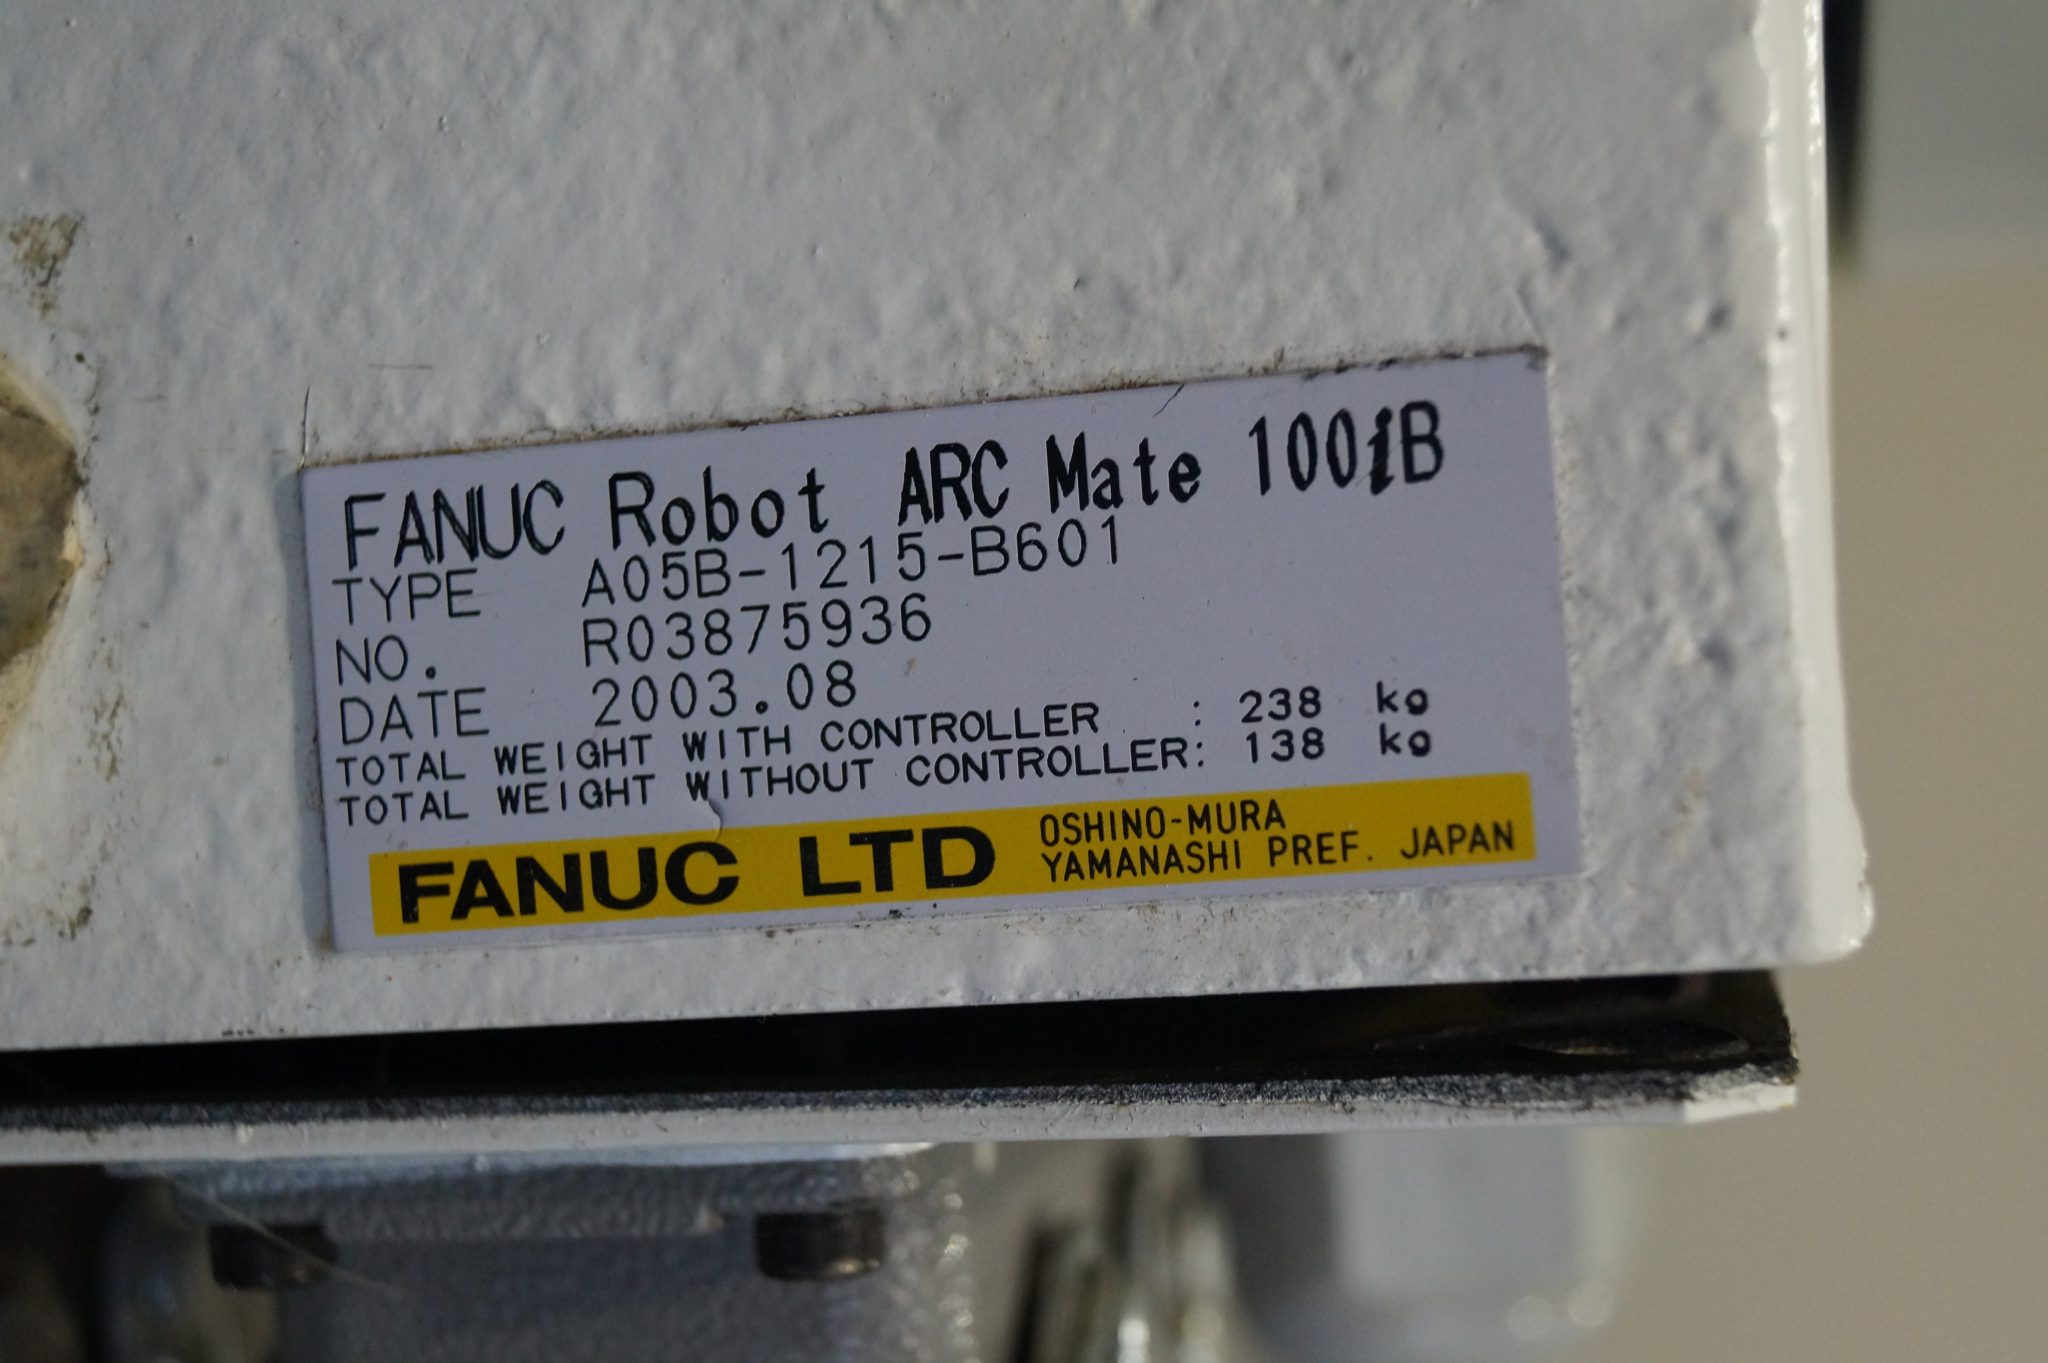 FANUC Robot ARC Mate 100iB
TYPE A05B-1215-B601
NO. R03875936
DATE 2003.08
TOTAL WEIGHT WITH CONTROLLER : 238 kg
TOTAL WEIGHT WITHOUT CONTROLLER: 138 kg
FANUC LTD OSHINO-MURA
YAMANASHI PREF. JAPAN